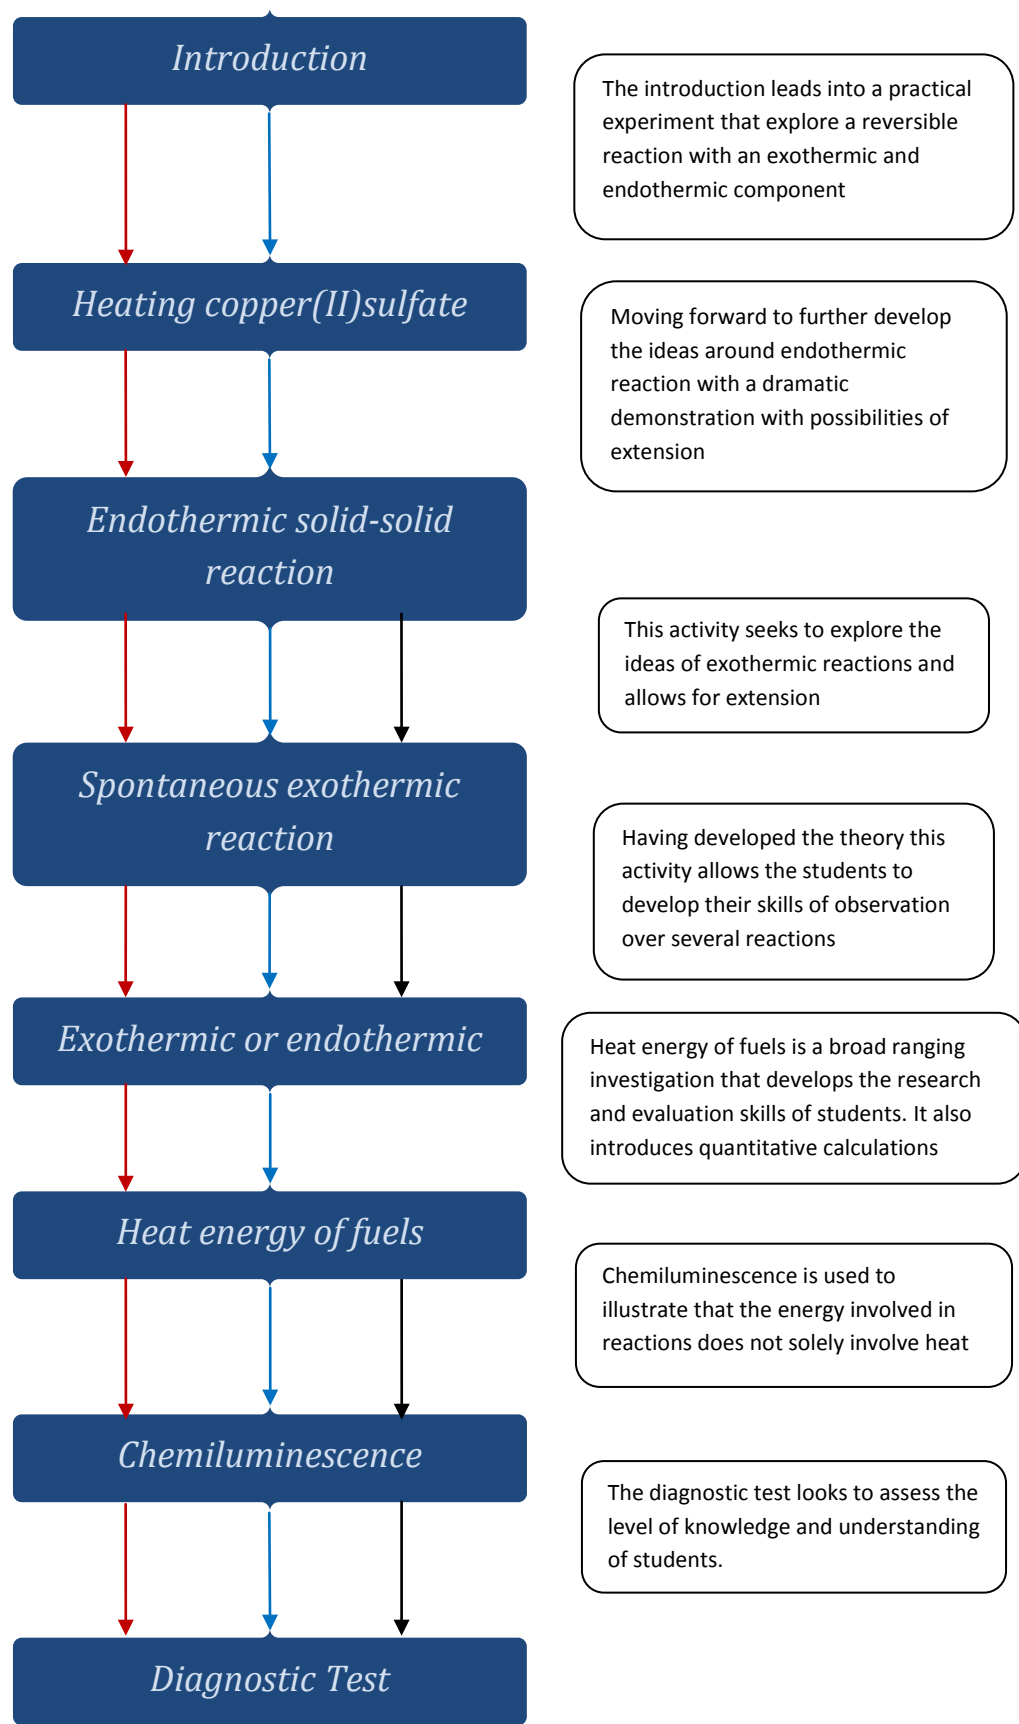 Introduction
The introduction leads into a practical
experiment that explore a reversible
reaction with an exothermic and
endothermic component
Heating copper(II)sulfate
Moving forward to further develop
the ideas around endothermic
reaction with a dramatic
demonstration with possibilities of
extension
Endothermic solid-solid
reaction
This activity seeks to explore the
ideas of exothermic reactions and
allows for extension
Spontaneous exothermic
reaction
Having developed the theory this
activity allows the students to
develop their skills of observation
over several reactions
Exothermic or endothermic
Heat energy of fuels is a broad ranging
investigation that develops the research
and evaluation skills of students. It also
introduces quantitative calculations
Heat energy of fuels
Chemiluminescence is used to
illustrate that the energy involved in
reactions does not solely involve heat
Chemiluminescence
The diagnostic test looks to assess the
level of knowledge and understanding
of students.
Diagnostic Test